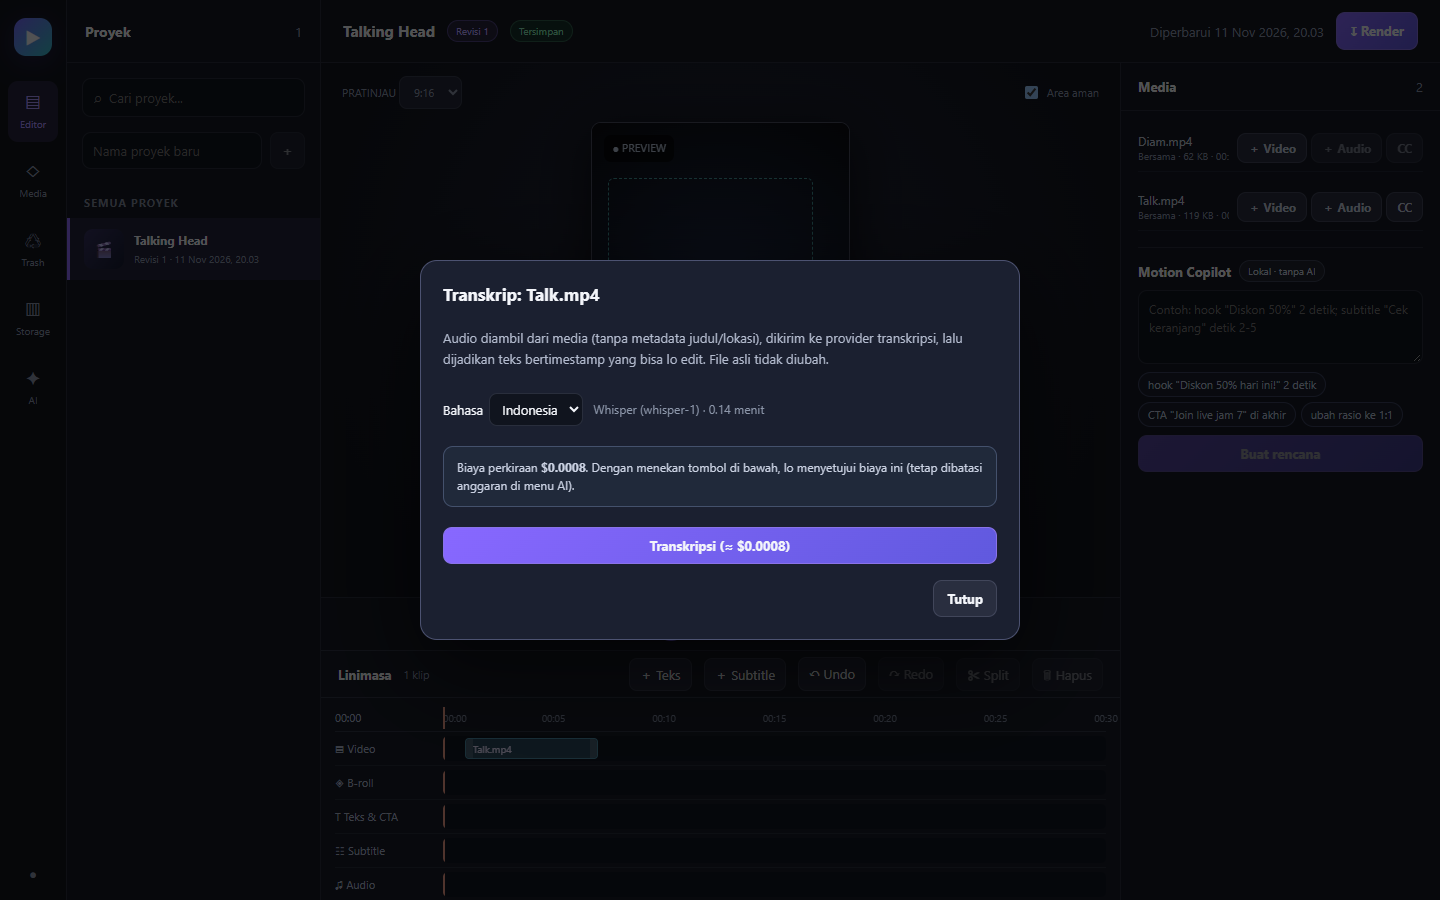 Proyek
1
Talking Head
Revisi 1
Tersimpan
Diperbarui 11 Nov 2026, 20.03
Render
Editor
Media
Trash
Storage
AI
Cari proyek...
Nama proyek baru
+
SEMUA PROYEK
Talking Head
Revisi 1 · 11 Nov 2026, 20.03
PRATINJAU
9:16
Area aman
● PREVIEW
Transkrip: Talk.mp4
Audio diambil dari media (tanpa metadata judul/lokasi), dikirim ke provider transkripsi, lalu
dijadikan teks bertimestamp yang bisa lo edit. File asli tidak diubah.
Bahasa
Indonesia
Whisper (whisper-1) · 0.14 menit
Biaya perkiraan $0.0008. Dengan menekan tombol di bawah, lo menyetujui biaya ini (tetap dibatasi
anggaran di menu AI).
Transkripsi (≈ $0.0008)
Tutup
Media
2
Diam.mp4
Bersama · 62 KB · 00:
+ Video
+ Audio
CC
Talk.mp4
Bersama · 119 KB ·
+ Video
+ Audio
CC
Motion Copilot
Lokal · tanpa AI
Contoh: hook "Diskon 50%" 2 detik; subtitle "Cek
keranjang" detik 2-5
hook "Diskon 50% hari ini!" 2 detik
CTA "Join live jam 7" di akhir
ubah rasio ke 1:1
Buat rencana
Linimasa
1 klip
+ Teks
+ Subtitle
Undo
Redo
Split
Hapus
00:00
00:00
00:05
00:10
00:15
00:20
00:25
00:30
Video
Talk.mp4
B-roll
T Teks & CTA
Subtitle
Audio